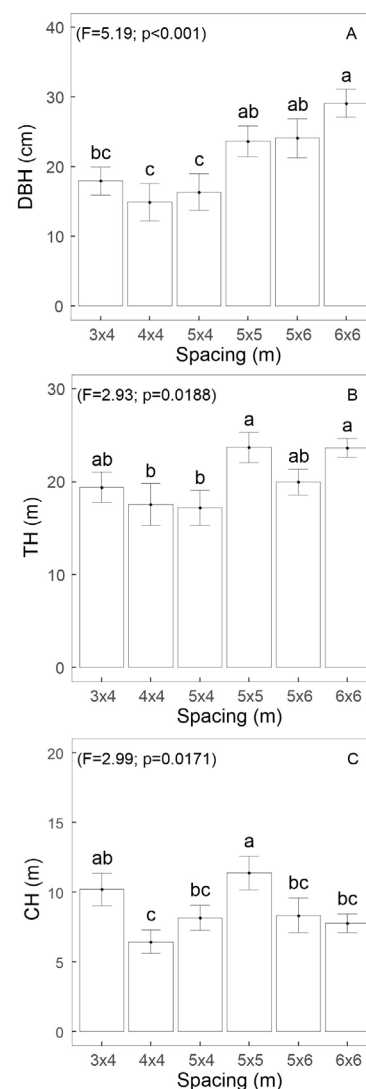 (F=5.19; p<0.001) A
40
30
20
10
0
DBH (cm)
bc c c ab ab a
3x4 4x4 5x4 5x5 5x6 6x6
Spacing (m)
(F=2.93; p=0.0188) B
30
20
10
0
TH (m)
ab b b a ab a
3x4 4x4 5x4 5x5 5x6 6x6
Spacing (m)
(F=2.99; p=0.0171) C
20
15
10
5
0
CH (m)
ab c bc a bc bc
3x4 4x4 5x4 5x5 5x6 6x6
Spacing (m)